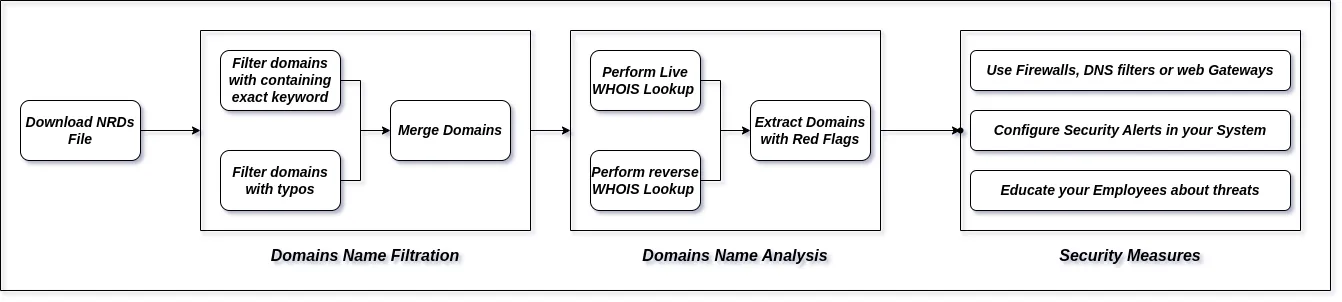 Download NRDs
File
Filter domains
with containing
exact keyword
Filter domains
with typos
Merge Domains
Domains Name Filtration
Perform Live
WHOIS Lookup
Perform reverse
WHOIS Lookup
Extract Domains
with Red Flags
Domains Name Analysis
Use Firewalls, DNS filters or web Gateways
Configure Security Alerts in your System
Educate your Employees about threats
Security Measures